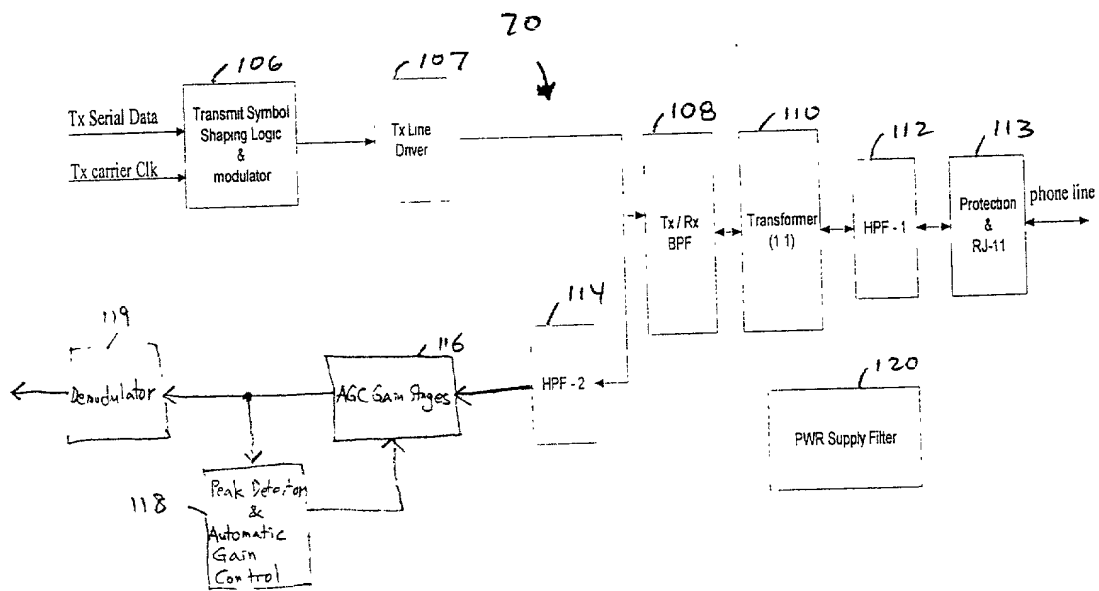 20
106
107
Tx Serial Data
Tx carrier Clk
Transmit Symbol
Shaping Logic
&
modulator
Tx Line
Driver
108
110
112
113
Tx / Rx
BPF
Transformer
(1 1)
HPF - 1
Protection
&
RJ-11
phone line
119
Demodulator
116
AGC Gain Stages
114
HPF - 2
120
PWR Supply Filter
118
Peak Detector
&
Automatic
Gain
Control